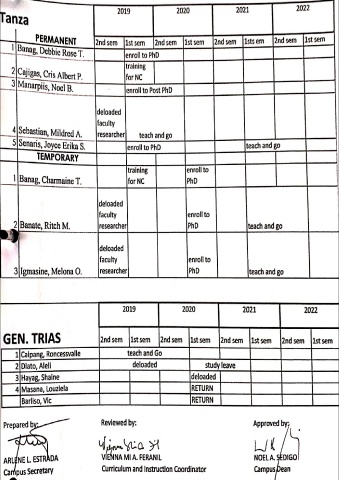 Tanza
2019 2020 2021 2022
PERMANENT 2nd sem 1st sem 2nd sem 1st sem 2nd sem 1sts em 2nd sem 1st sem
1 Banag, Debbie Rose T. enroll to PhD
training
2 Cajigas, Cris Albert P. for NC
3 Manarpiis, Noel B. enroll to Post PhD
deloaded
faculty
4 Sebastian, Mildred A. researcher teach and go
5 Senaris, Joyce Erika S. enroll to PhD teach and go
TEMPORARY
training enroll to
1 Banag, Charmaine T. for NC PhD
deloaded
faculty enroll to
2 Banate, Ritch M. researcher PhD teach and go
deloaded
faculty enroll to
3 Igmasine, Melona O. researcher PhD teach and go
2019 2020 2021 2022
GEN. TRIAS 2nd sem 1st sem 2nd sem 1st sem 2nd sem 1st sem 2nd sem 1st sem
1 Caipang, Roncesvalle teach and Go
2 Dlato, Aleli deloaded study leave
3 Hayag, Shaine deloaded
4 Masana, Louziela RETURN
Barliso, Vic RETURN
Prepared by: Reviewed by: Approved by:
ARLENE L. ESTRADA VIENNA MI A. FERANIL NOEL A. SEDIGO
Campus Secretary Curriculum and Instruction Coordinator Campus Dean